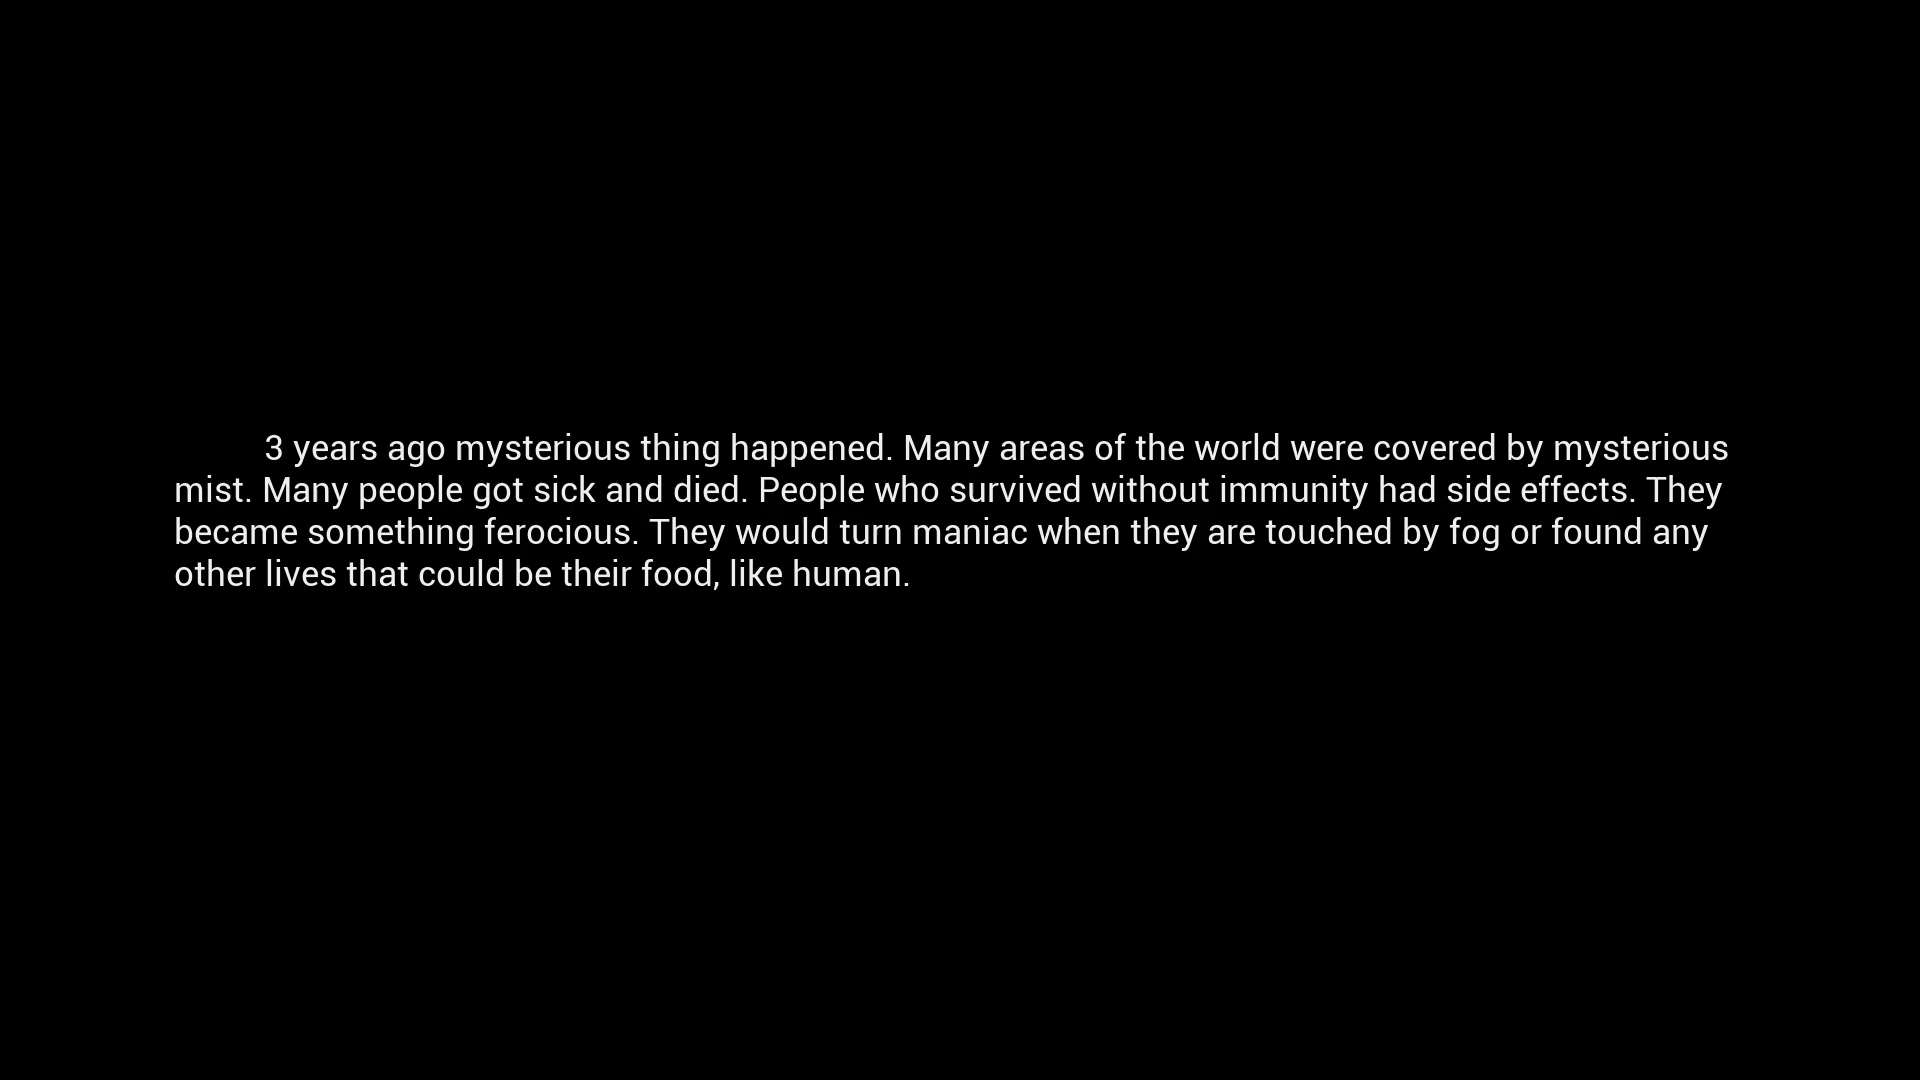 3 years ago mysterious thing happened. Many areas of the world were covered by mysterious
mist. Many people got sick and died. People who survived without immunity had side effects. They
became something ferocious. They would turn maniac when they are touched by fog or found any
other lives that could be their food, like human.